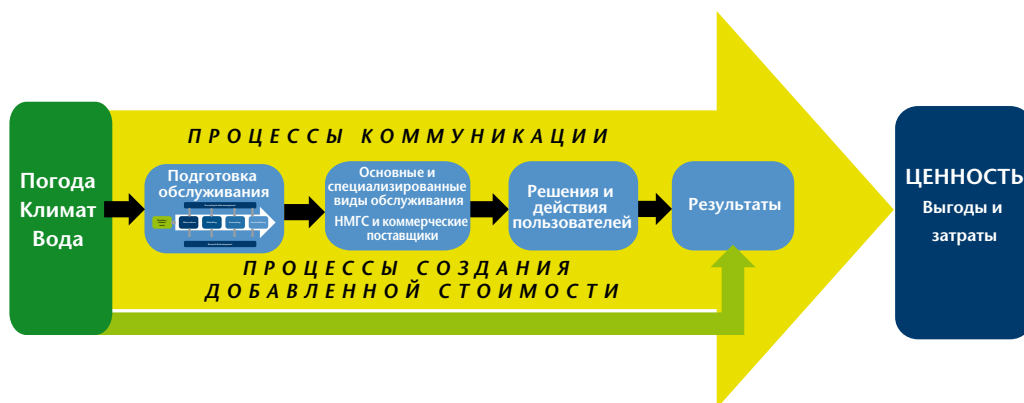 ПРОЦЕССЫ КОММУНИКАЦИИ
Погода
Климат
Вода
Подготовка
обслуживания
Основные и
специализированные
виды обслуживания
НМГС и коммерческие
поставщики
Решения и
действия
пользователей
Результаты
ПРОЦЕССЫ СОЗДАНИЯ
ДОБАВЛЕННОЙ СТОИМОСТИ
ЦЕННОСТЬ
Выгоды и
затраты